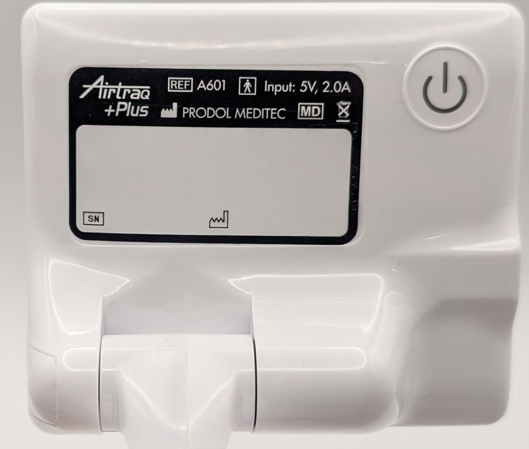 Airtraq REF A601 Input: 5V, 2.0A
+Plus PRODOL MEDITEC MD
SN